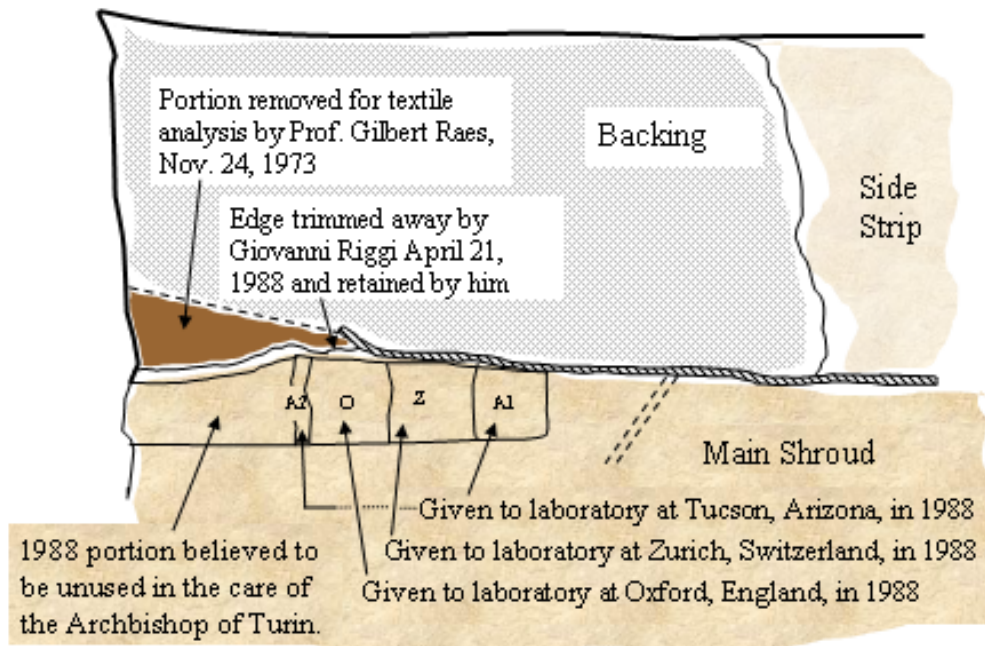 Portion removed for textile
analysis by Prof. Gilbert Raes,
Nov. 24, 1973
Backing
Side
Strip
Edge trimmed away by
Giovanni Riggi April 21,
1988 and retained by him
A2
O
Z
A1
Main Shroud
Given to laboratory at Tucson, Arizona, in 1988
Given to laboratory at Zurich, Switzerland, in 1988
Given to laboratory at Oxford, England, in 1988
1988 portion believed to
be unused in the care of
the Archbishop of Turin.